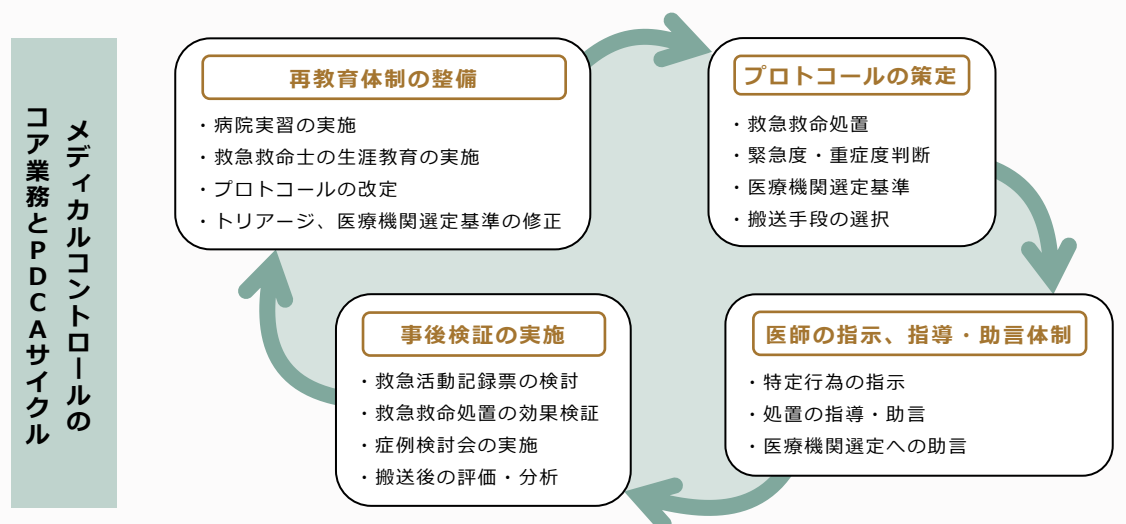 メディカルコントロールの
コア業務とPDCAサイクル
再教育体制の整備
・病院実習の実施
・救急救命士の生涯教育の実施
・プロトコールの改定
・トリアージ、医療機関選定基準の修正
プロトコールの策定
・救急救命処置
・緊急度・重症度判断
・医療機関選定基準
・搬送手段の選択
医師の指示、指導・助言体制
・特定行為の指示
・処置の指導・助言
・医療機関選定への助言
事後検証の実施
・救急活動記録票の検討
・救急救命処置の効果検証
・症例検討会の実施
・搬送後の評価・分析